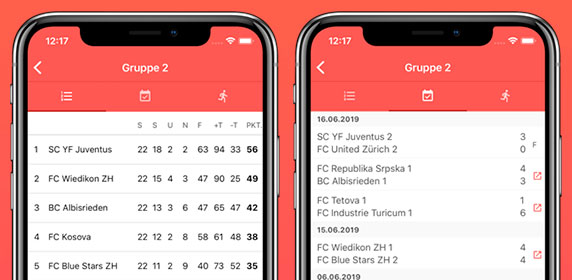 12:17
Gruppe 2
S S U N F +T -T PKT.
1 SC YF Juventus 22 18 2 2 63 94 33 56
2 FC Wiedikon ZH 22 15 4 3 47 90 25 49
3 BC Albisrieden 22 13 3 6 47 65 47 42
4 FC Kosova 22 12 2 8 58 61 48 38
5 FC Blue Stars ZH 22 11 2 9 40 73 52 35
12:17
Gruppe 2
16.06.2019
SC YF Juventus 2 3
F
FC United Zürich 2 0
FC Republika Srpska 1 4
BC Albisrieden 1 3
FC Tetova 1 1
FC Industrie Turicum 1 6
15.06.2019
FC Wiedikon ZH 1 4
FC Blue Stars ZH 2 4
06.06.2019